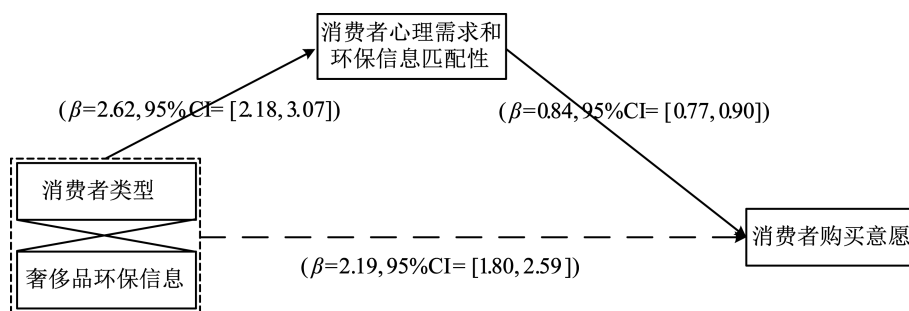 消费者心理需求和
环保信息匹配性
(β=2.62, 95%CI= [2.18, 3.07])
(β=0.84, 95%CI= [0.77, 0.90])
消费者类型
消费者购买意愿
(β=2.19, 95%CI= [1.80, 2.59])
奢侈品环保信息